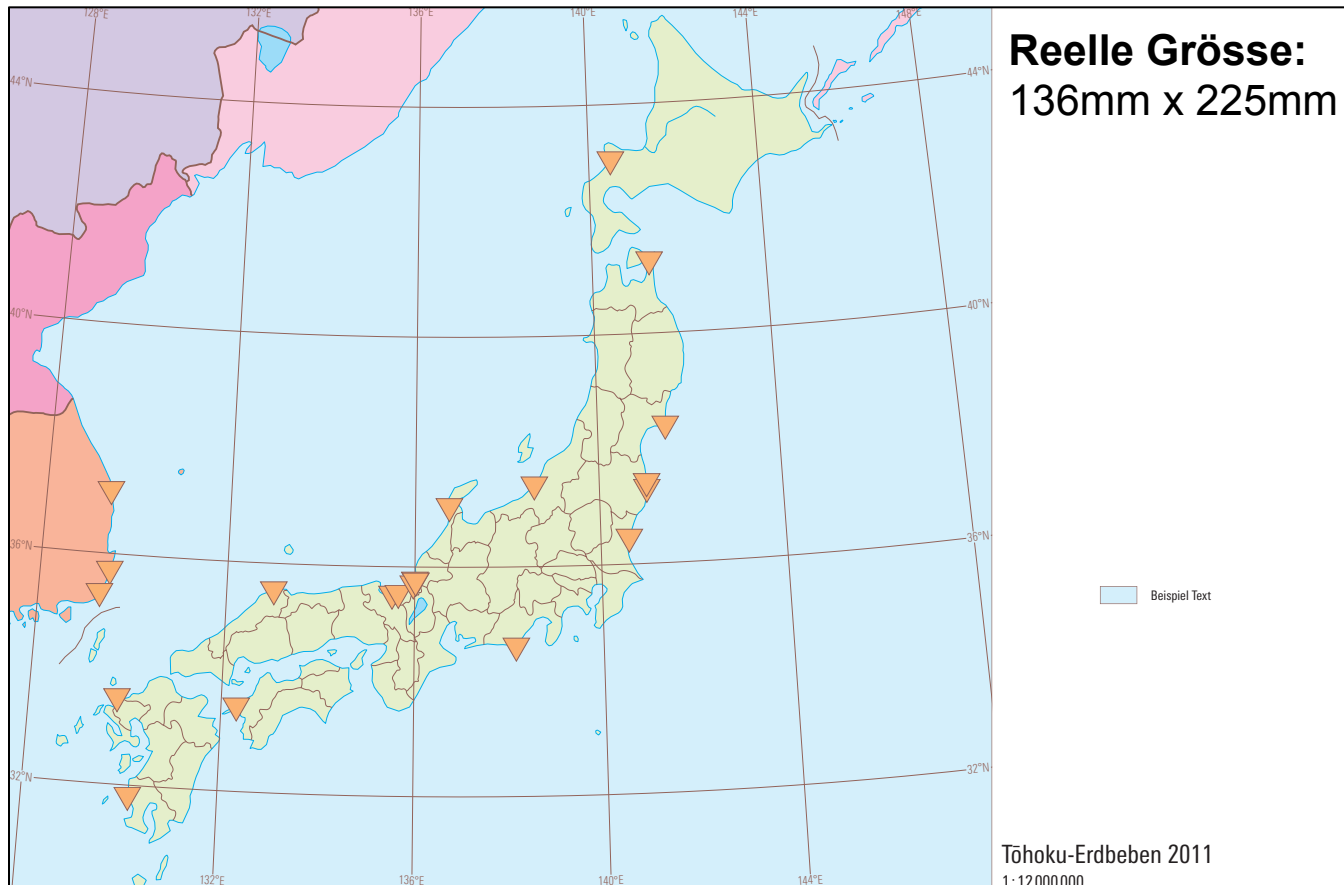 128°E 132°E 136°E 140°E 144°E 148°E
Reelle Grösse:
136mm x 225mm
44°N 44°N
40°N 40°N
36°N 36°N
Beispiel Text
32°N 32°N
Tōhoku-Erdbeben 2011
132°E 136°E 140°E 144°E
1 : 12 000 000